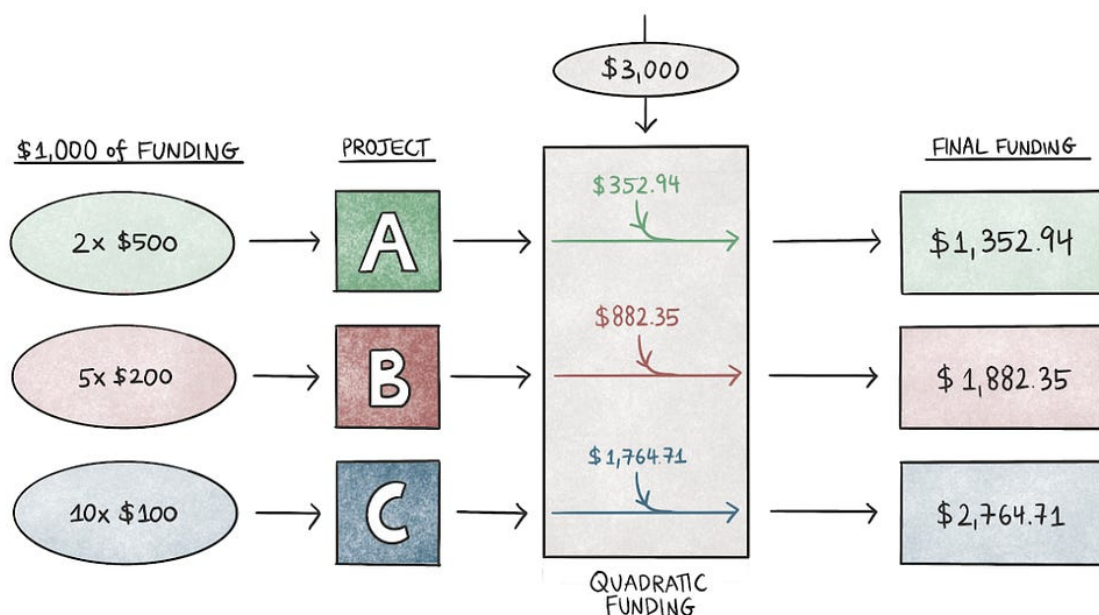 $3,000
$1,000 of FUNDING
PROJECT
FINAL FUNDING
2x $500
A
$352.94
$1,352.94
5x $200
B
$882.35
$1,882.35
10x $100
C
$1,764.71
$2,764.71
QUADRATIC
FUNDING